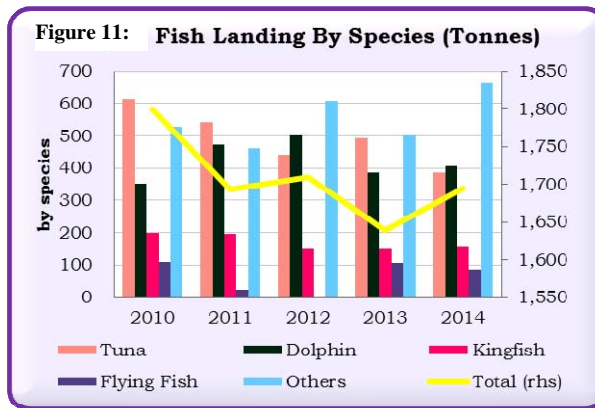 Figure 11: Fish Landing By Species (Tonnes)
700 1,850
600 1,800
500 1,750
400 1,700
300
200 1,650
100 1,600
0 1,550
by species
2010 2011 2012 2013 2014
Tuna Dolphin Kingfish
Flying Fish Others Total (rhs)